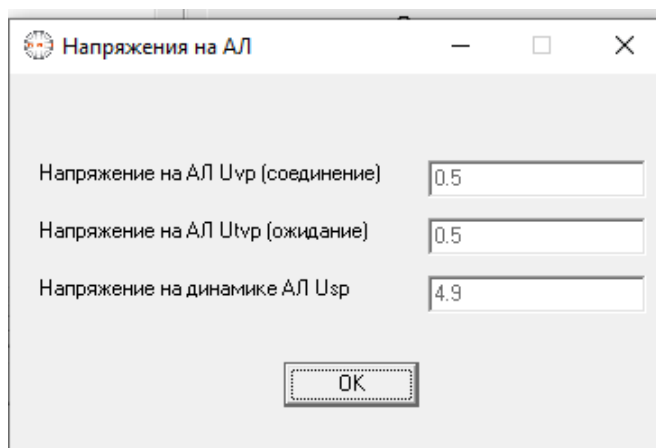 Напряжения на АЛ
Напряжение на АЛ Uvp (соединение) 0.5
Напряжение на АЛ Utvp (ожидание) 0.5
Напряжение на динамике АЛ Usp 4.9
OK